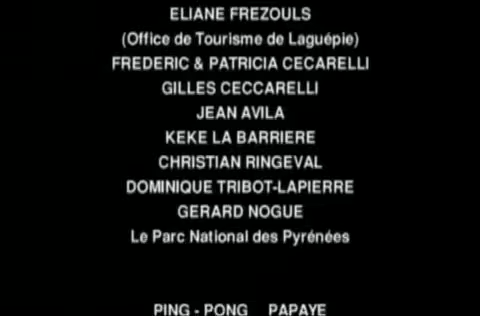 ELIANE FREZOULS
(Office de Tourisme de Laguépie)
FREDERIC & PATRICIA CECARELLI
GILLES CECCARELLI
JEAN AVILA
KEKE LA BARRIERE
CHRISTIAN RINGEVAL
DOMINIQUE TRIBOT-LAPIERRE
GERARD NOGUE
Le Parc National des Pyrénées
PING - PONG PAPAYE